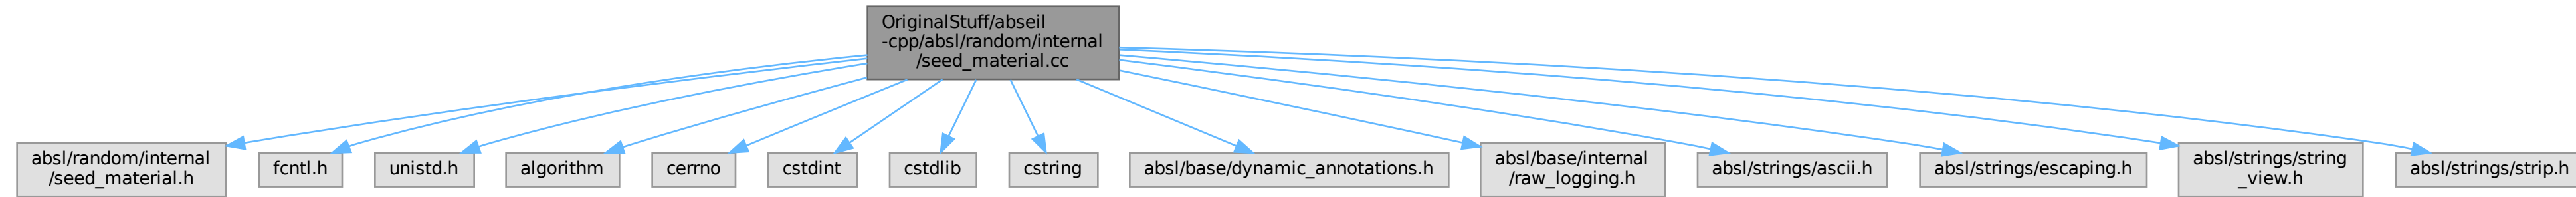 OriginalStuff/abseil
-cpp/absl/random/internal
/seed_material.cc
absl/random/internal
/seed_material.h
fcntl.h
unistd.h
algorithm
cerrno
cstdint
cstdlib
cstring
absl/base/dynamic_annotations.h
absl/base/internal
/raw_logging.h
absl/strings/ascii.h
absl/strings/escaping.h
absl/strings/string
_view.h
absl/strings/strip.h